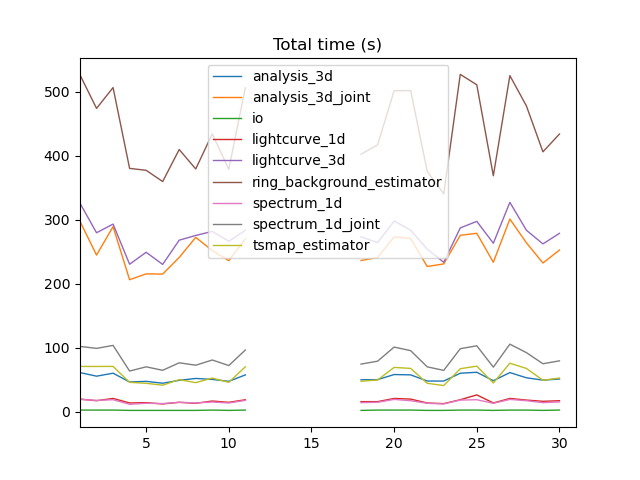 Total time (s)
500
400
300
200
100
0
5
10
15
20
25
30
analysis_3d
analysis_3d_joint
io
lightcurve_1d
lightcurve_3d
ring_background_estimator
spectrum_1d
spectrum_1d_joint
tsmap_estimator